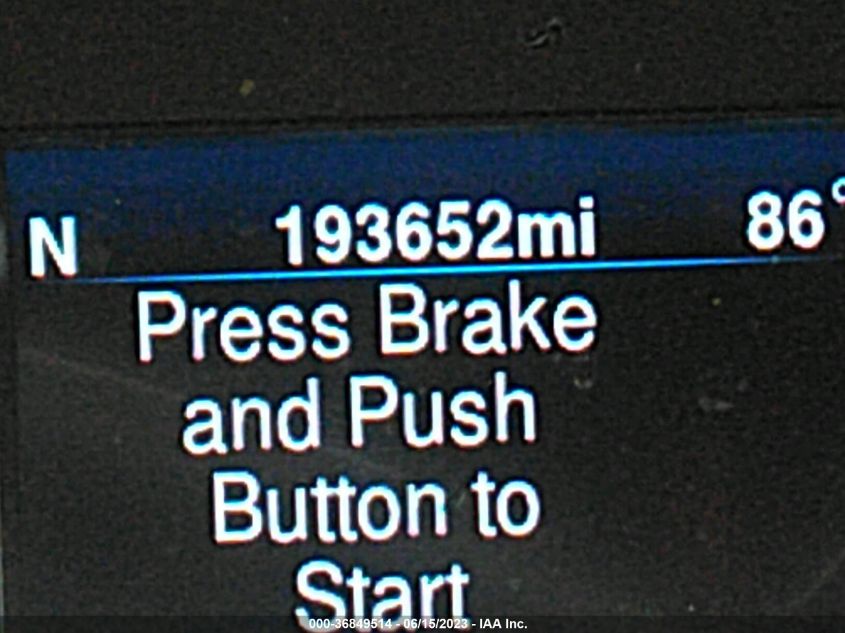 N 193652mi 86°
Press Brake
and Push
Button to
Start
000-36849514 - 06/15/2023 - IAA Inc.